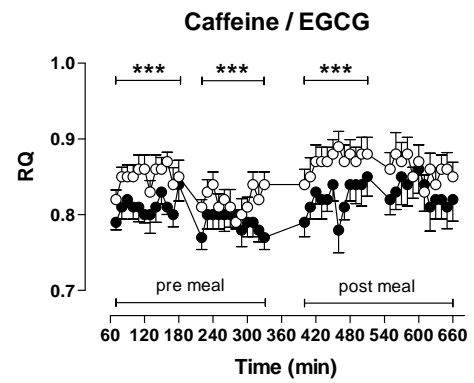 Caffeine / EGCG
*** *** ***
1.0
0.9
0.8
0.7
RQ
pre meal post meal
60 120 180 240 300 360 420 480 540 600 660
Time (min)